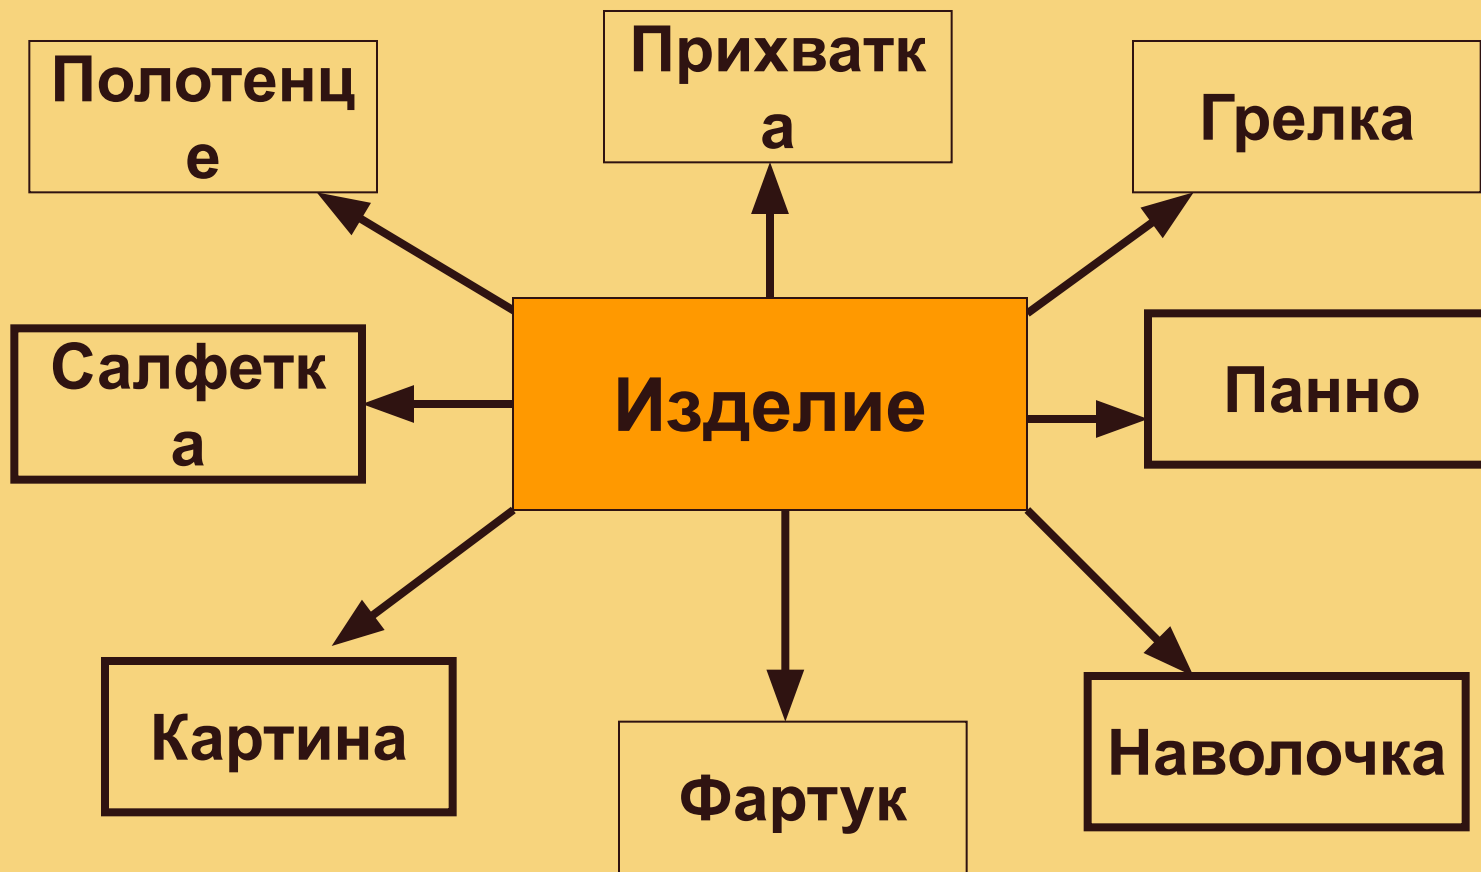 Полотенц
е
Прихватк
а
Грелка
Салфетк
а
Изделие
Панно
Картина
Фартук
Наволочка